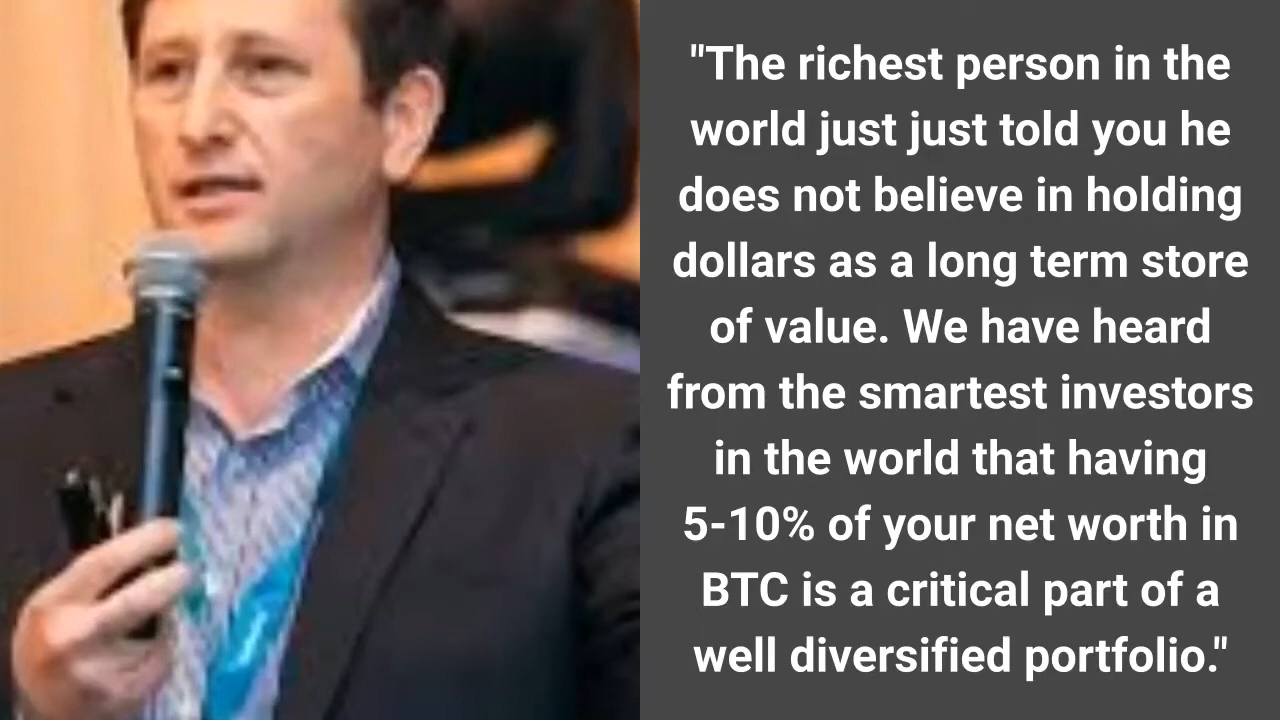 "The richest person in the
world just just told you he
does not believe in holding
dollars as a long term store
of value. We have heard
from the smartest investors
in the world that having
5-10% of your net worth in
BTC is a critical part of a
well diversified portfolio."